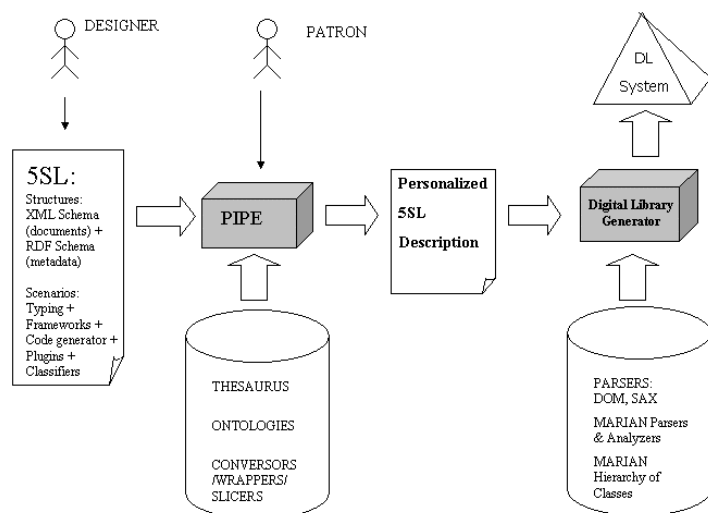 DESIGNER
PATRON
DL
System
5SL:
Structures:
XML Schema
(documents) +
RDF Schema
(metadata)
Scenarios:
Typing +
Frameworks +
Code generator +
Plugins +
Classifiers
PIPE
Personalized
5SL
Description
Digital Library
Generator
THESAURUS
ONTOLOGIES
CONVERSORS
/WRAPPERS/
SLICERS
PARSERS:
DOM, SAX
MARIAN Parsers
& Analyzers
MARIAN
Hierarchy of
Classes